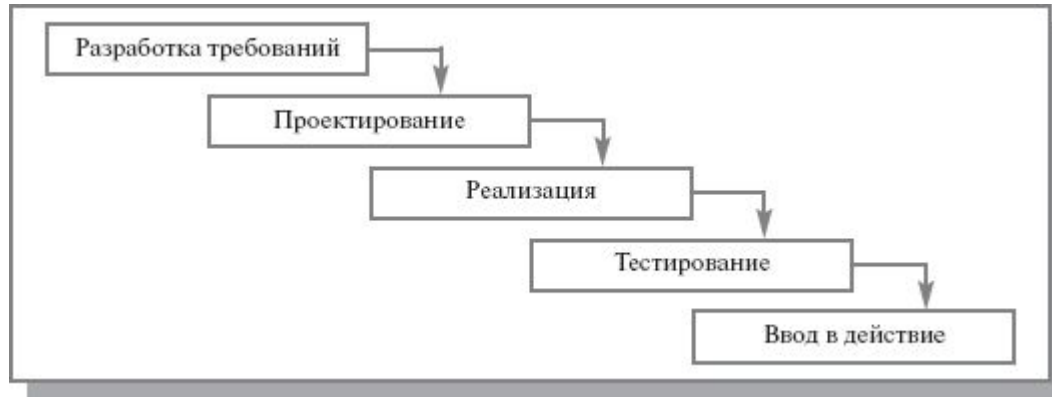 Разработка требований
Проектирование
Реализация
Тестирование
Ввод в действие